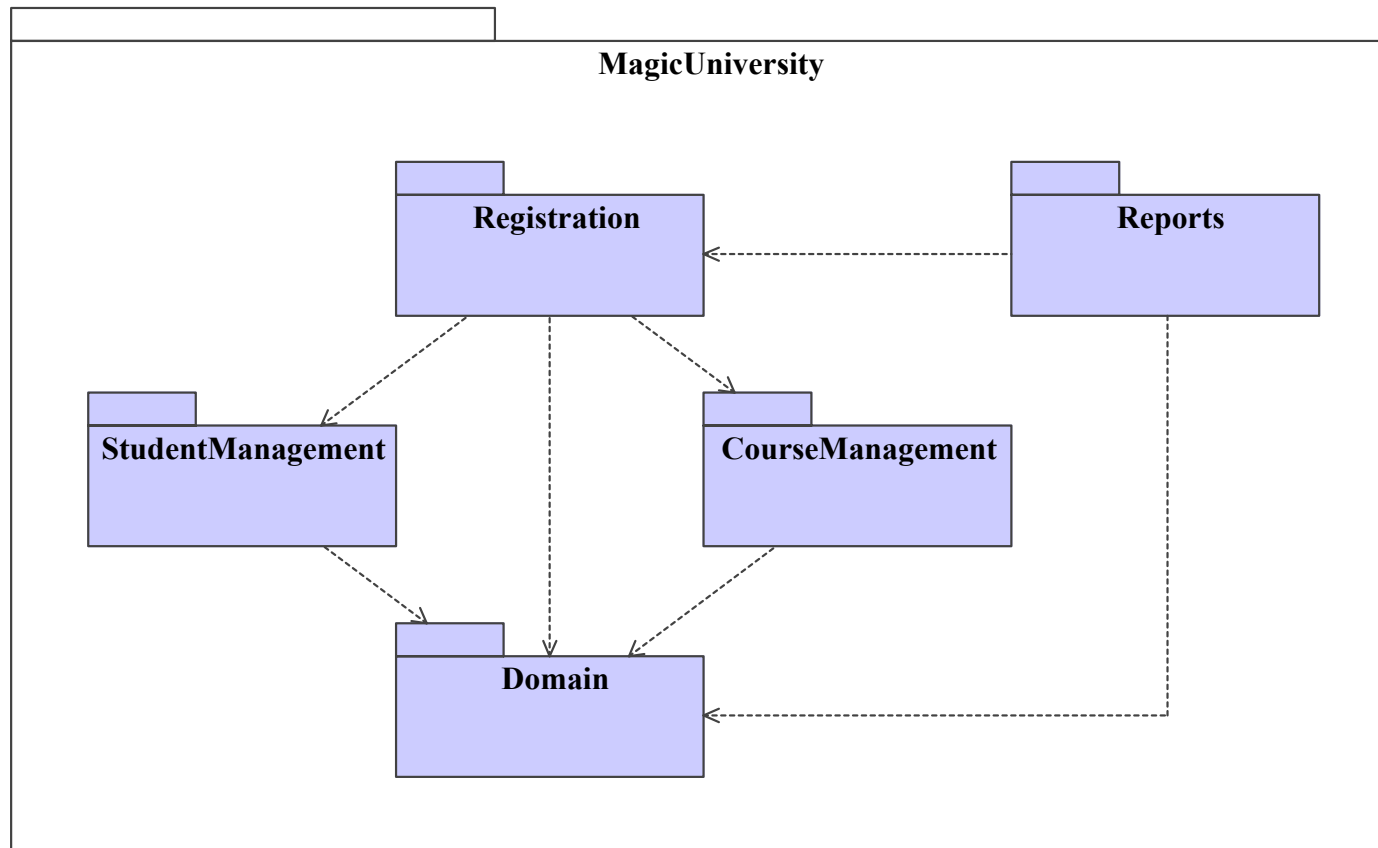 MagicUniversity
Registration
Reports
StudentManagement
CourseManagement
Domain